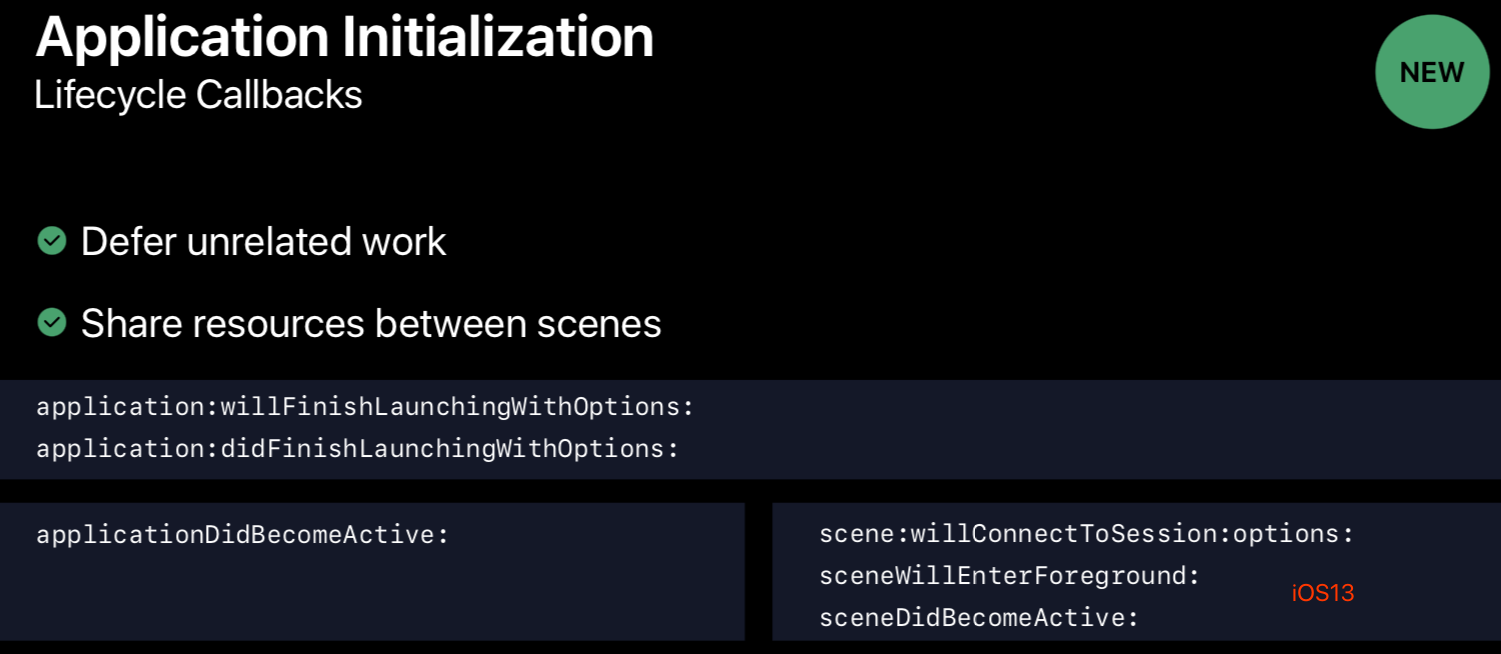 Application Initialization
Lifecycle Callbacks
NEW
Defer unrelated work
Share resources between scenes
application:willFinishLaunchingWithOptions:
application:didFinishLaunchingWithOptions:
applicationDidBecomeActive:
scene:willConnectToSession:options:
sceneWillEnterForeground:
iOS13
sceneDidBecomeActive: